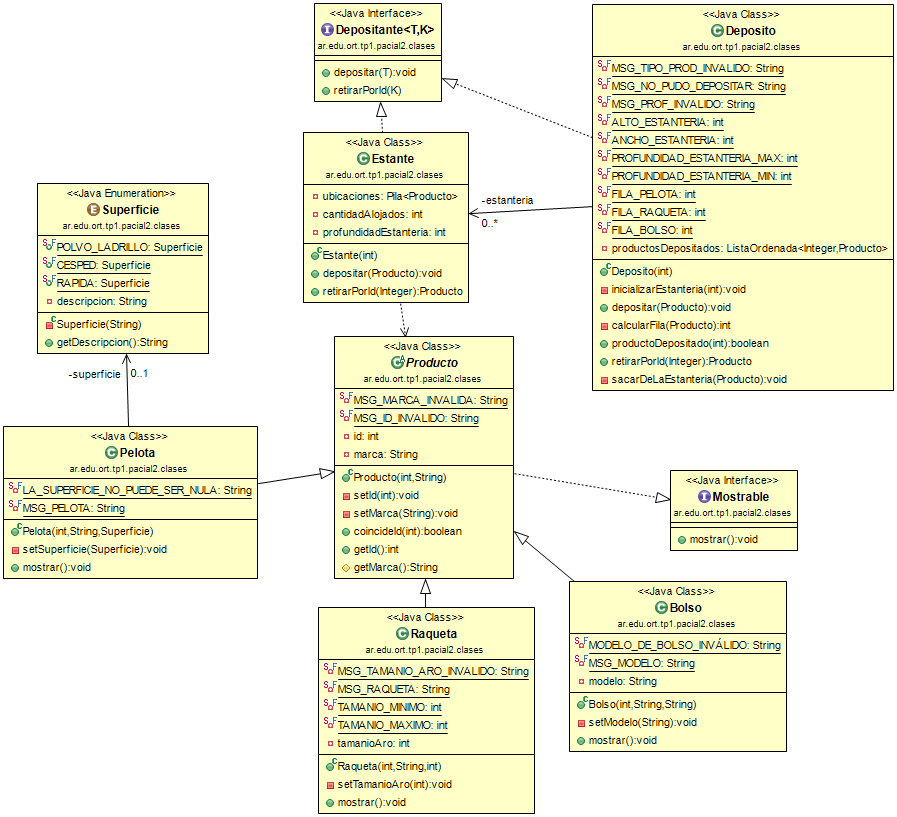 <<Java Interface>>
Depositante<T,K>
ar.edu.ort.tp1.pacial2.clases
depositar(T):void
retirarPorId(K)
<<Java Class>>
Deposito
ar.edu.ort.tp1.pacial2.clases
MSG_TIPO_PROD_INVALIDO: String
MSG_NO_PUDO_DEPOSITAR: String
MSG_PROF_INVALIDO: String
ALTO_ESTANTERIA: int
ANCHO_ESTANTERIA: int
PROFUNDIDAD_ESTANTERIA_MAX: int
PROFUNDIDAD_ESTANTERIA_MIN: int
FILA_PELOTA: int
FILA_RAQUETA: int
FILA_BOLSO: int
productosDepositados: ListaOrdenada<Integer,Producto>
Deposito(int)
inicializarEstanteria(int):void
depositar(Producto):void
calcularFila(Producto):int
productoDepositado(int):boolean
retirarPorId(Integer):Producto
sacarDeLaEstanteria(Producto):void
<<Java Class>>
Estante
ar.edu.ort.tp1.pacial2.clases
ubicaciones: Pila<Producto>
cantidadAlojados: int
profundidadEstanteria: int
Estante(int)
depositar(Producto):void
retirarPorId(Integer):Producto
-estanteria
0..*
<<Java Enumeration>>
Superficie
ar.edu.ort.tp1.pacial2.clases
POLVO_LADRILLO: Superficie
CESPED: Superficie
RAPIDA: Superficie
descripcion: String
Superficie(String)
getDescripcion():String
-superficie
0..1
<<Java Class>>
Producto
ar.edu.ort.tp1.pacial2.clases
MSG_MARCA_INVALIDA: String
MSG_ID_INVALIDO: String
id: int
marca: String
Producto(int,String)
setId(int):void
setMarca(String):void
coincideId(int):boolean
getId():int
getMarca():String
<<Java Class>>
Pelota
ar.edu.ort.tp1.pacial2.clases
LA_SUPERFICIE_NO_PUEDE_SER_NULA: String
MSG_PELOTA: String
Pelota(int,String,Superficie)
setSuperficie(Superficie):void
mostrar():void
<<Java Interface>>
Mostrable
ar.edu.ort.tp1.pacial2.clases
mostrar():void
<<Java Class>>
Raqueta
ar.edu.ort.tp1.pacial2.clases
MSG_TAMANIO_ARO_INVALIDO: String
MSG_RAQUETA: String
TAMANIO_MINIMO: int
TAMANIO_MAXIMO: int
tamanioAro: int
Raqueta(int,String,int)
setTamanioAro(int):void
mostrar():void
<<Java Class>>
Bolso
ar.edu.ort.tp1.pacial2.clases
MODELO_DE_BOLSO_INVÁLIDO: String
MSG_MODELO: String
modelo: String
Bolso(int,String,String)
setModelo(String):void
mostrar():void